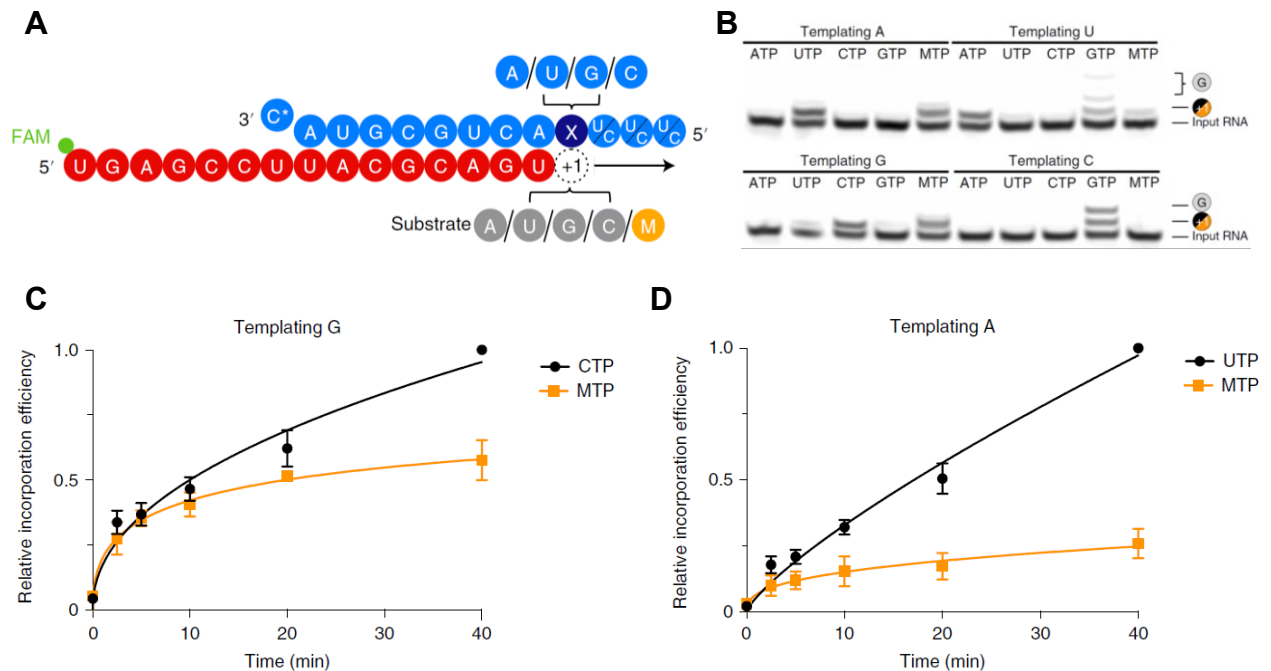 A
A/U/G/C
3′ C*
A U G C G U C A X U/C U/C U/C 5′
FAM
5′ U G A G C C U U A C G C A G U +1
Substrate A/U/G/C/M
B
Templating A Templating U
ATP UTP CTP GTP MTP ATP UTP CTP GTP MTP
G
+1
Input RNA
Templating G Templating C
ATP UTP CTP GTP MTP ATP UTP CTP GTP MTP
G
+1
Input RNA
C
Templating G
Relative incorporation efficiency
1.0
0.5
0
0 10 20 30 40
Time (min)
CTP
MTP
D
Templating A
Relative incorporation efficiency
1.0
0.5
0
0 10 20 30 40
Time (min)
UTP
MTP